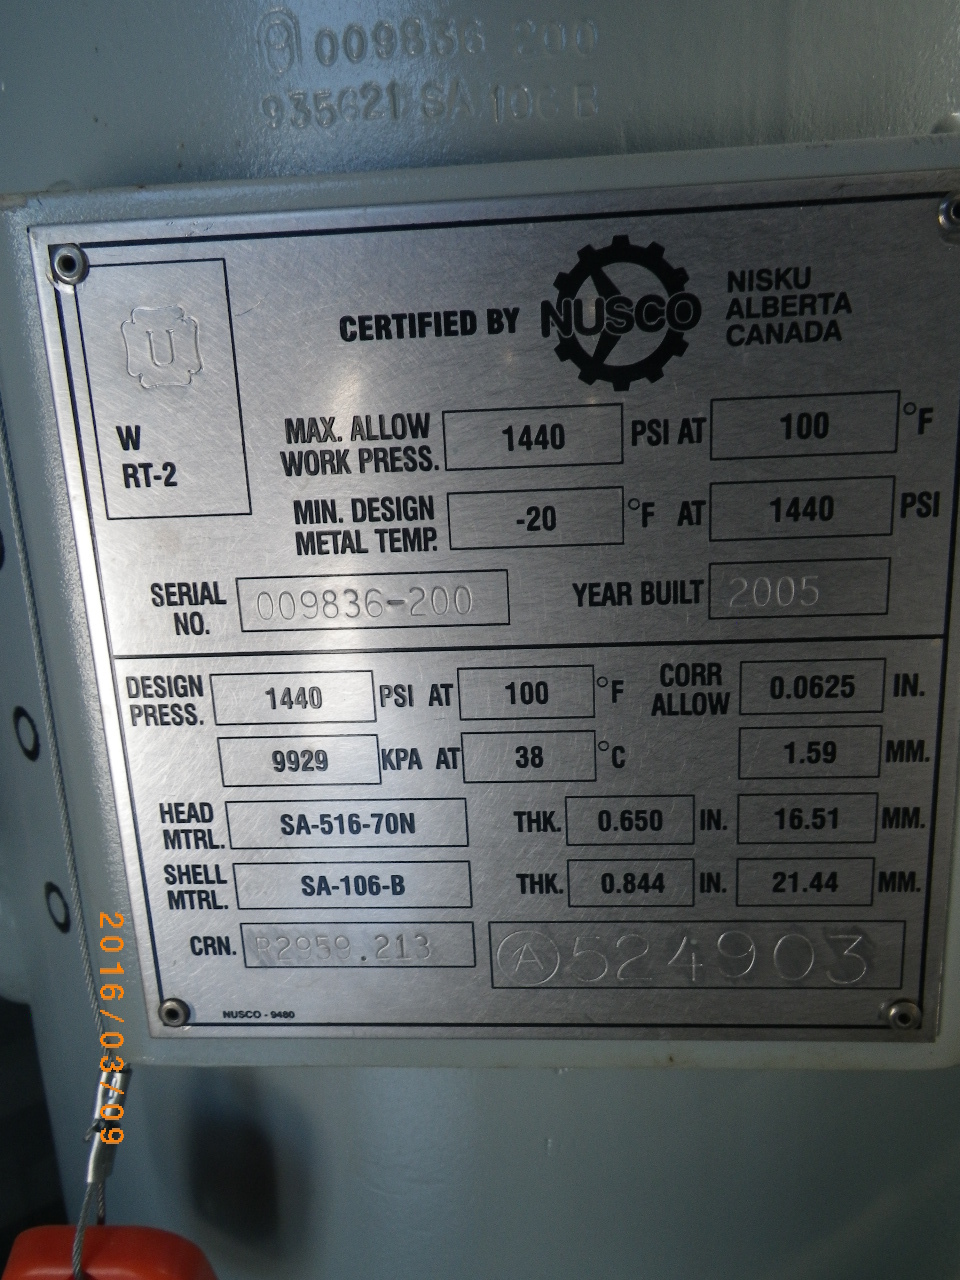 A 009836 200
935621 SA 106 B
U
W
RT-2
CERTIFIED BY NUSCO
NISKU
ALBERTA
CANADA
MAX. ALLOW
WORK PRESS. 1440 PSI AT 100 °F
MIN. DESIGN
METAL TEMP. -20 °F AT 1440 PSI
SERIAL
NO. 009836-200 YEAR BUILT 2005
DESIGN
PRESS. 1440 PSI AT 100 °F CORR
ALLOW 0.0625 IN.
9929 KPA AT 38 °C 1.59 MM.
HEAD
MTRL. SA-516-70N THK. 0.650 IN. 16.51 MM.
SHELL
MTRL. SA-106-B THK. 0.844 IN. 21.44 MM.
CRN. R2959.213 A 524903
NUSCO - 9480
2016/03/09